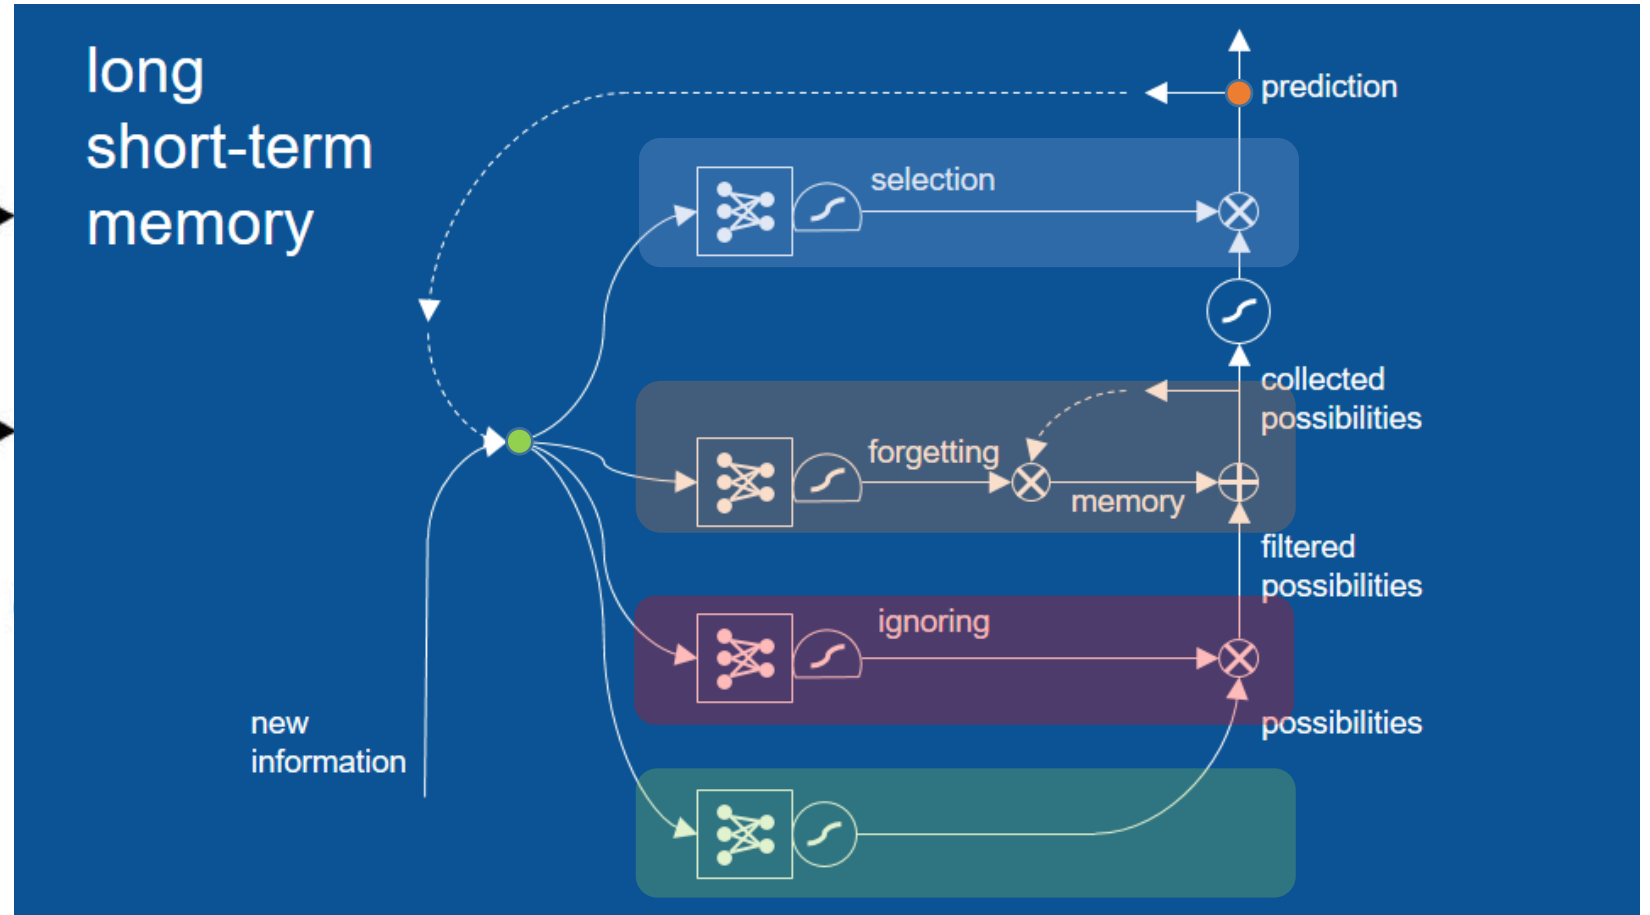 long
short-term
memory
prediction
selection
collected
possibilities
forgetting
memory
filtered
possibilities
ignoring
new
information
possibilities